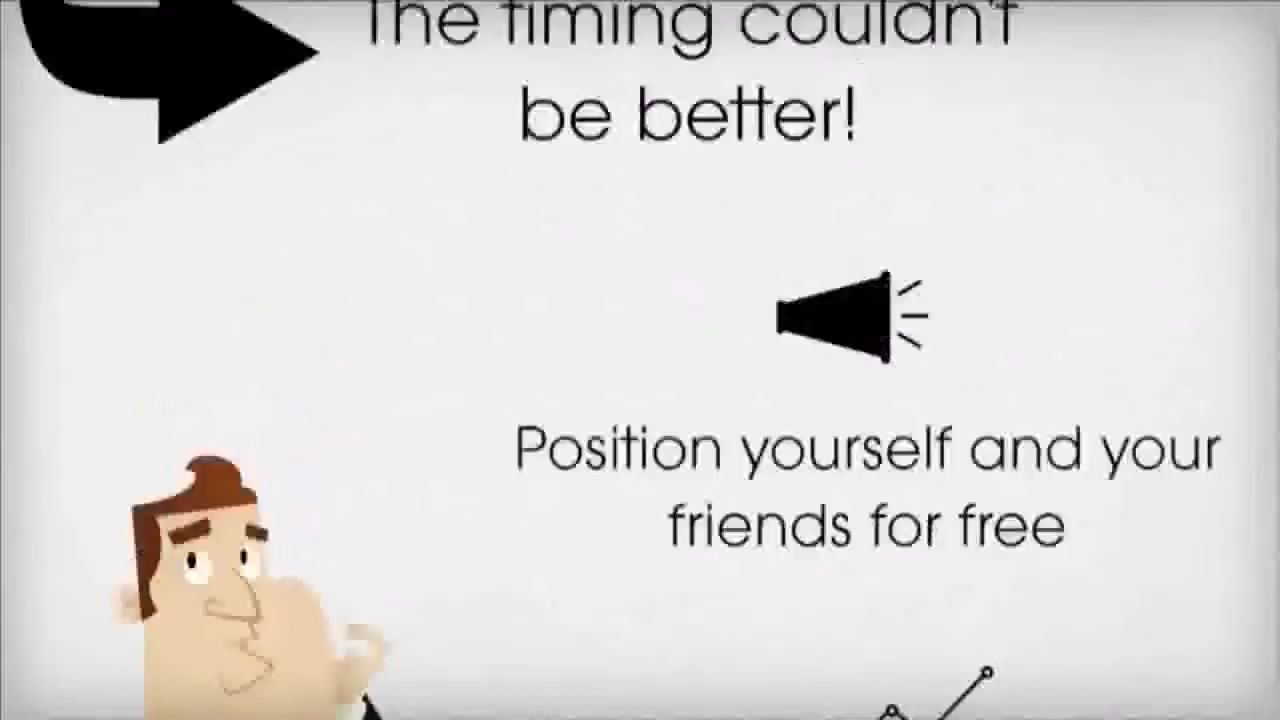 The timing couldn't
be better!
Position yourself and your
friends for free